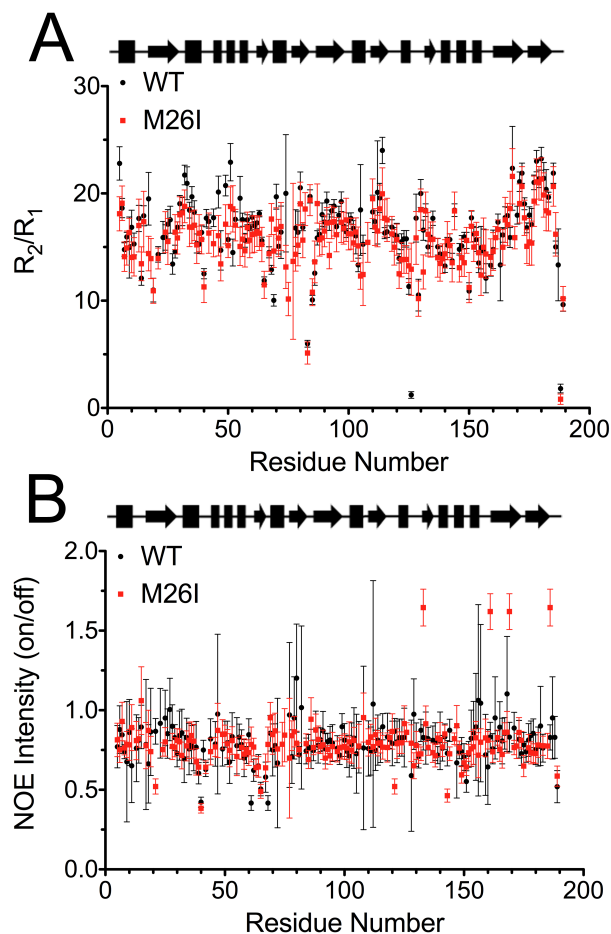 A
WT
M26I
R2/R1
30
20
10
0
0 50 100 150 200
Residue Number
B
WT
M26I
NOE Intensity (on/off)
2.0
1.5
1.0
0.5
0.0
0 50 100 150 200
Residue Number